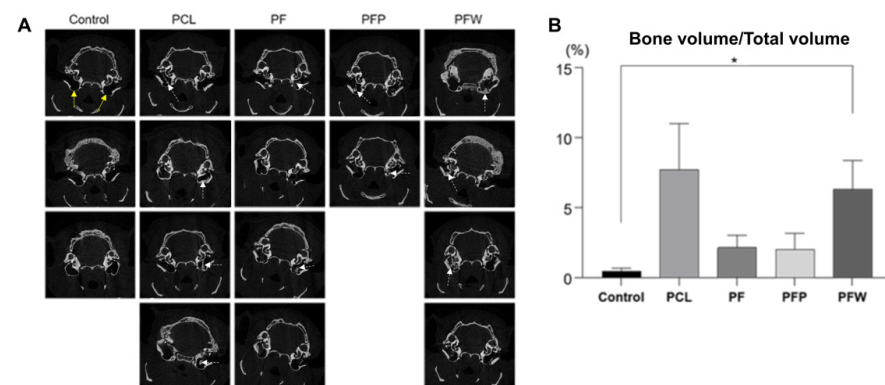 A
Control PCL PF PFP PFW
B
Bone volume/Total volume
(%)
*
15
10
5
0
Control PCL PF PFP PFW